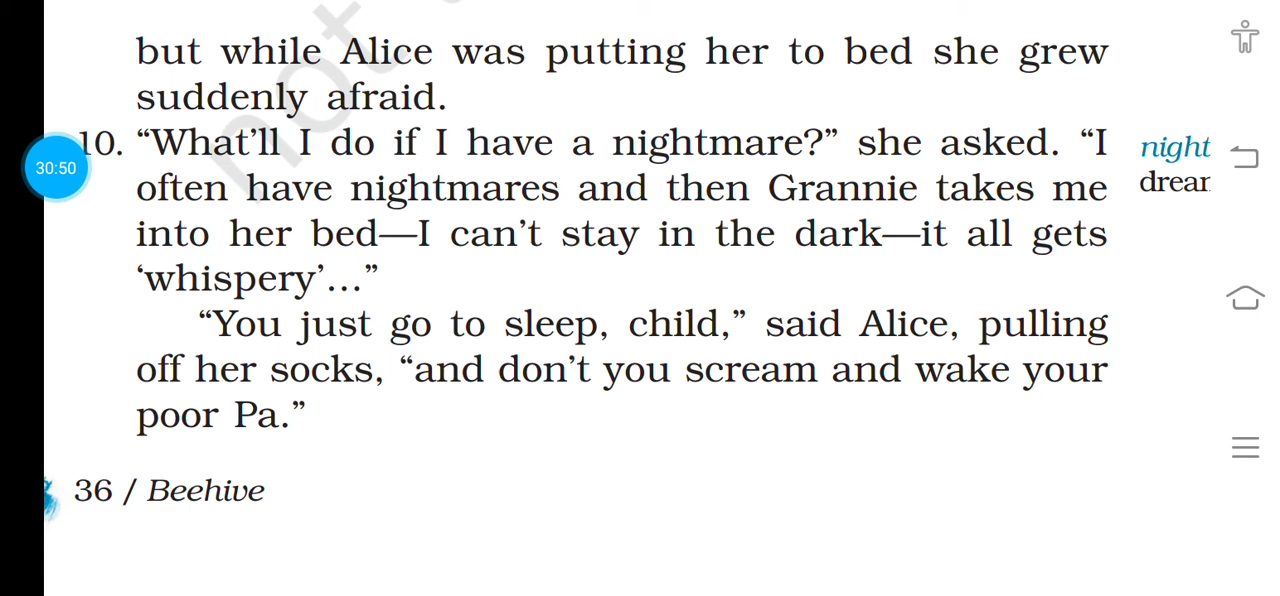 but while Alice was putting her to bed she grew
suddenly afraid.
10. “What’ll I do if I have a nightmare?” she asked. “I
often have nightmares and then Grannie takes me
into her bed—I can’t stay in the dark—it all gets
‘whispery’...”
“You just go to sleep, child,” said Alice, pulling
off her socks, “and don’t you scream and wake your
poor Pa.”
night
drear
30:50
36 / Beehive
not